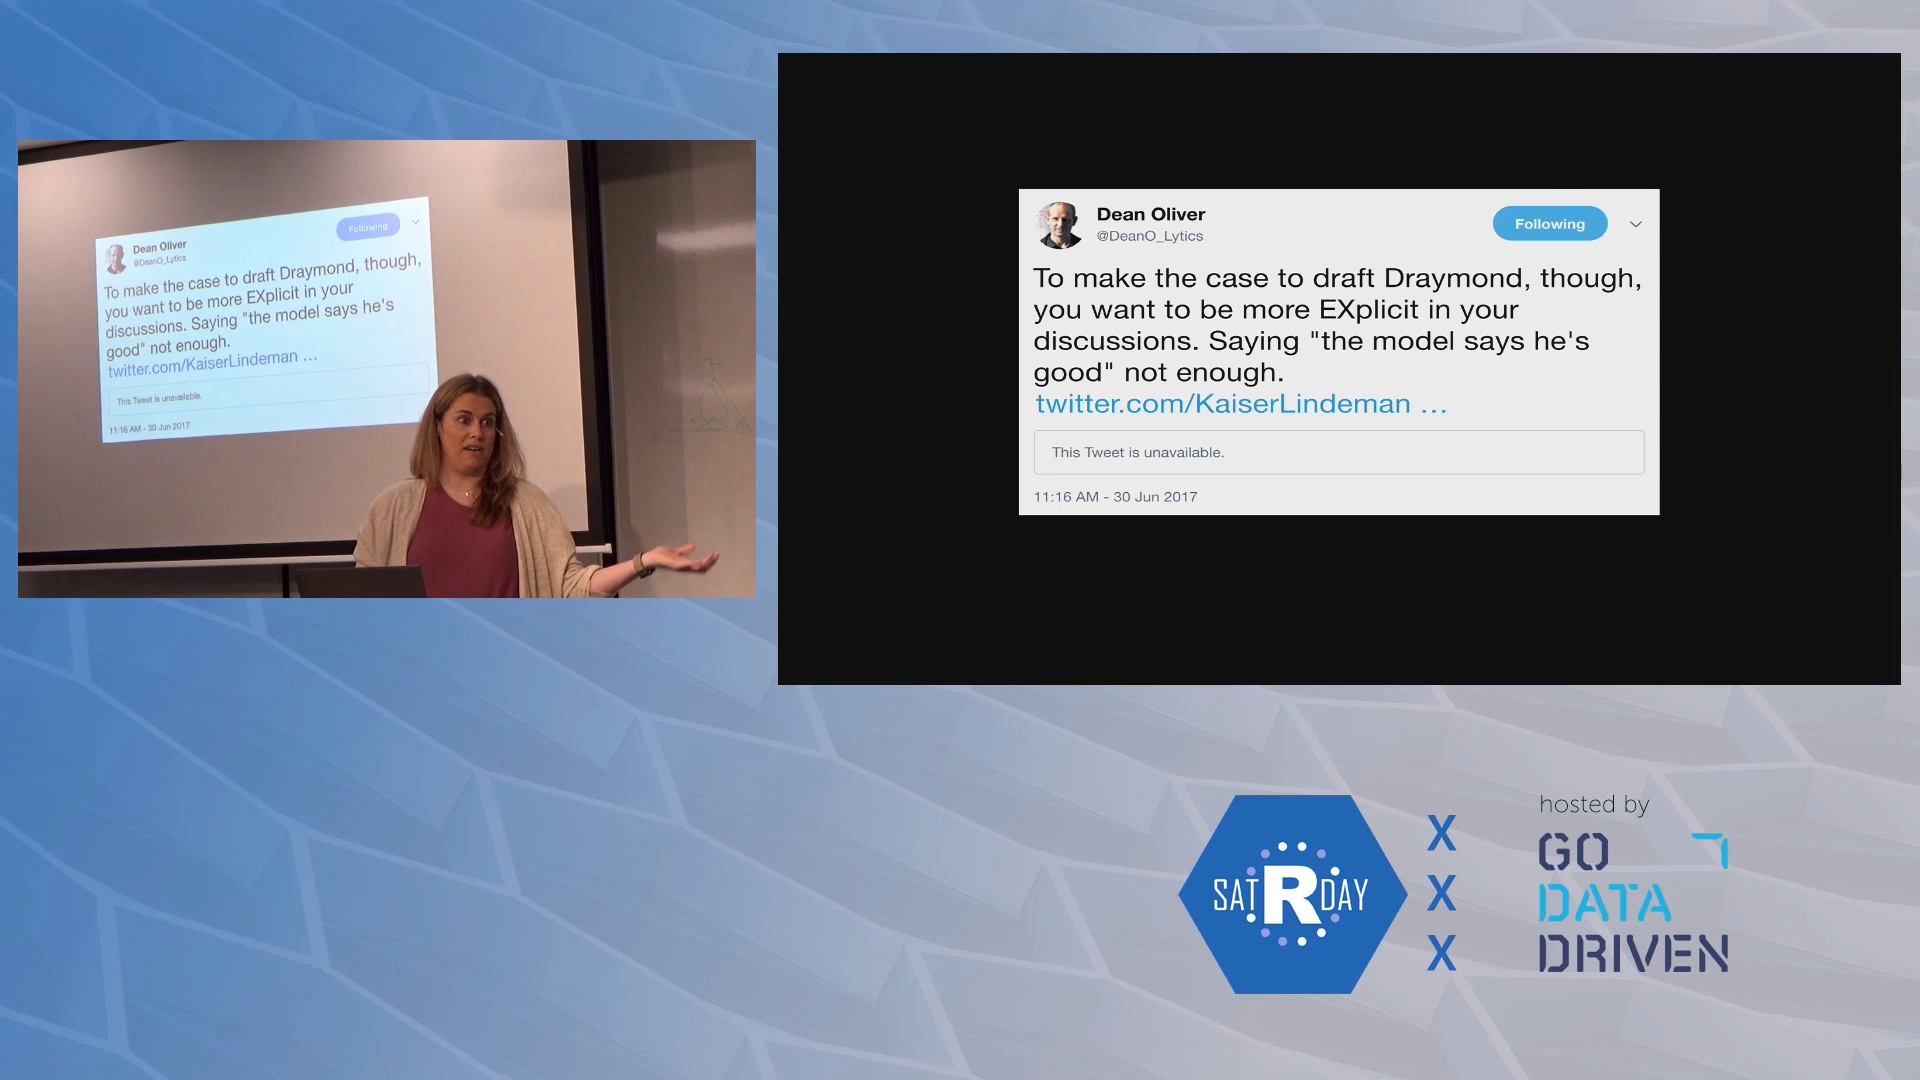 Dean Oliver
@DeanO_Lytics
Following
To make the case to draft Draymond, though,
you want to be more EXplicit in your
discussions. Saying "the model says he's
good" not enough.
twitter.com/KaiserLindeman …
This Tweet is unavailable.
11:16 AM - 30 Jun 2017
Dean Oliver
@DeanO_Lytics
Following
To make the case to draft Draymond, though,
you want to be more EXplicit in your
discussions. Saying "the model says he's
good" not enough.
twitter.com/KaiserLindeman …
This Tweet is unavailable.
11:16 AM - 30 Jun 2017
SATRDAY
X
X
X
hosted by
GO
DATA
DRIVEN